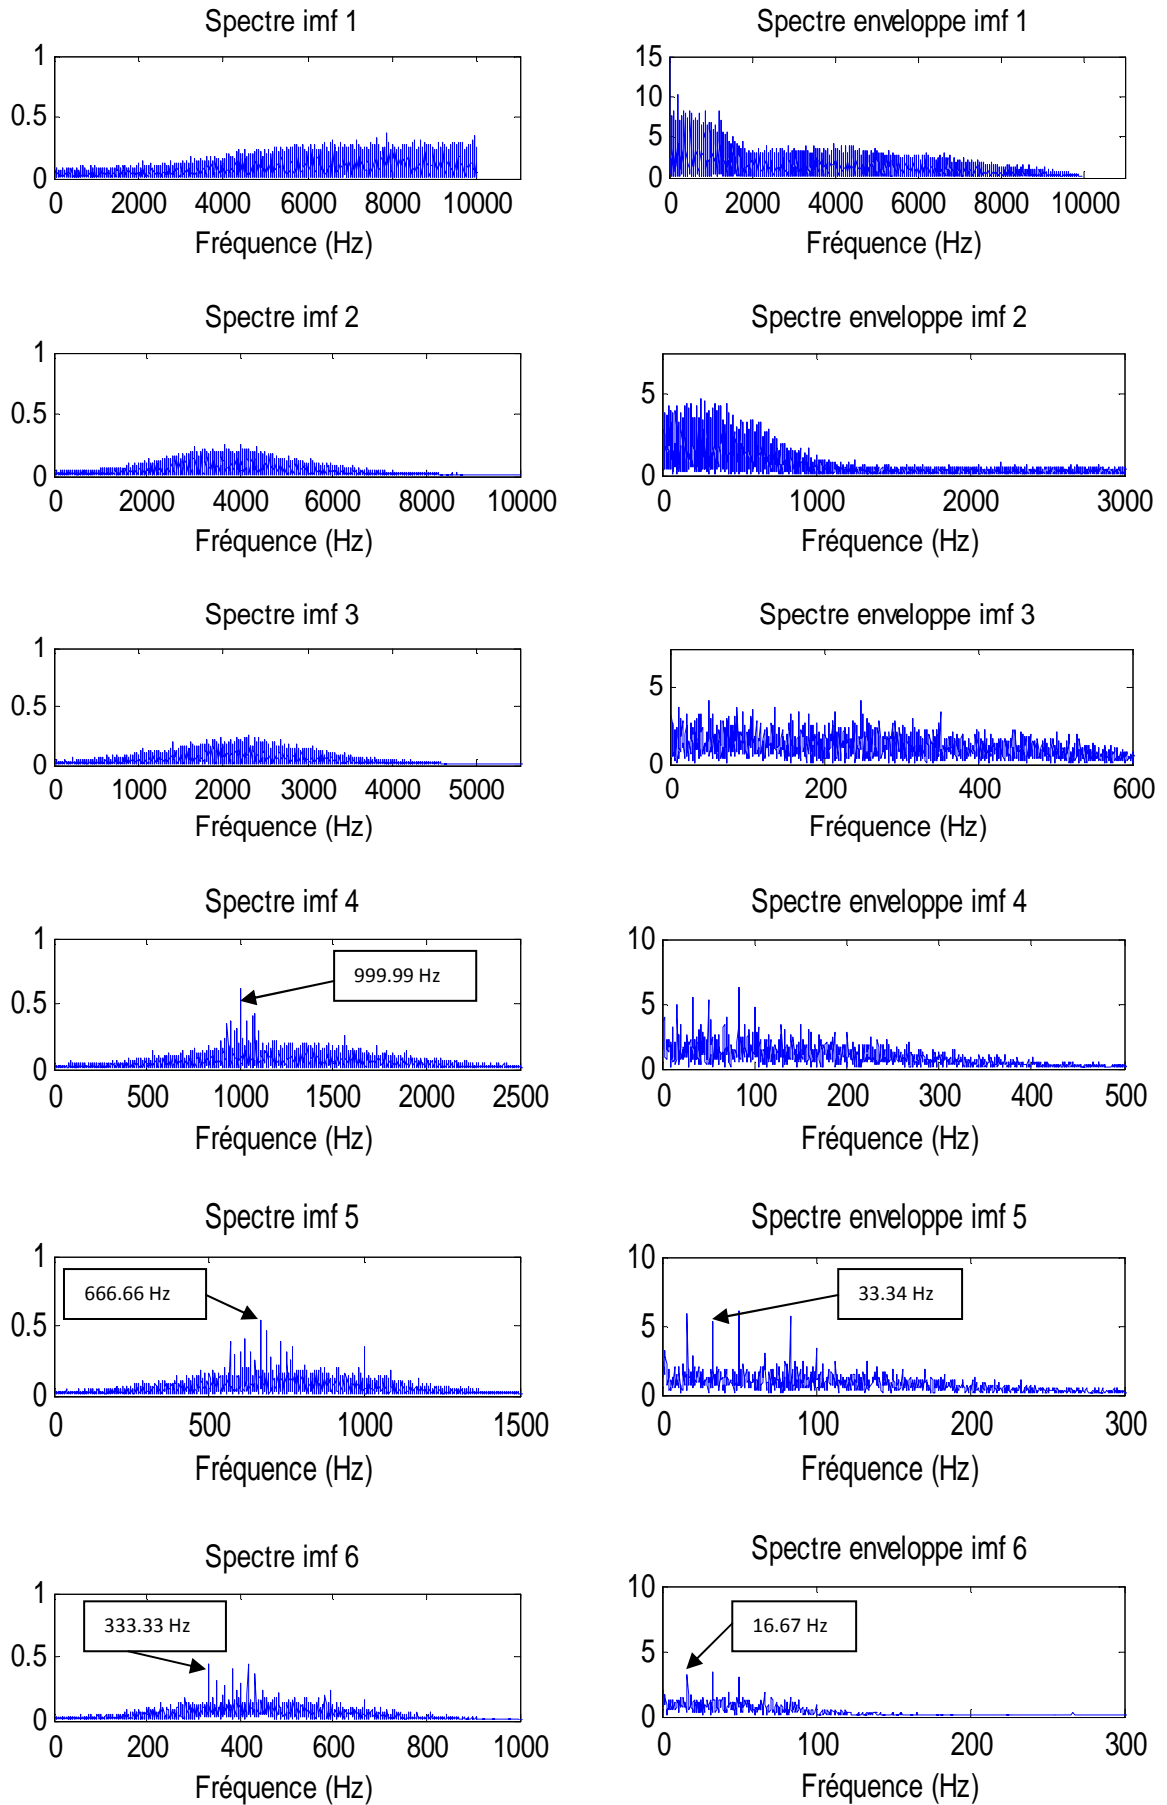 Spectre imf 1
1
0.5
0
0 2000 4000 6000 8000 10000
Fréquence (Hz)
Spectre enveloppe imf 1
15
10
5
0
0 2000 4000 6000 8000 10000
Fréquence (Hz)
Spectre imf 2
1
0.5
0
0 2000 4000 6000 8000 10000
Fréquence (Hz)
Spectre enveloppe imf 2
5
0
0 1000 2000 3000
Fréquence (Hz)
Spectre imf 3
1
0.5
0
0 1000 2000 3000 4000 5000
Fréquence (Hz)
Spectre enveloppe imf 3
5
0
0 200 400 600
Fréquence (Hz)
Spectre imf 4
1
999.99 Hz
0.5
0
0 500 1000 1500 2000 2500
Fréquence (Hz)
Spectre enveloppe imf 4
10
5
0
0 100 200 300 400 500
Fréquence (Hz)
Spectre imf 5
1
666.66 Hz
0.5
0
0 500 1000 1500
Fréquence (Hz)
Spectre enveloppe imf 5
10
33.34 Hz
5
0
0 100 200 300
Fréquence (Hz)
Spectre imf 6
1
333.33 Hz
0.5
0
0 200 400 600 800 1000
Fréquence (Hz)
Spectre enveloppe imf 6
10
16.67 Hz
5
0
0 100 200 300
Fréquence (Hz)